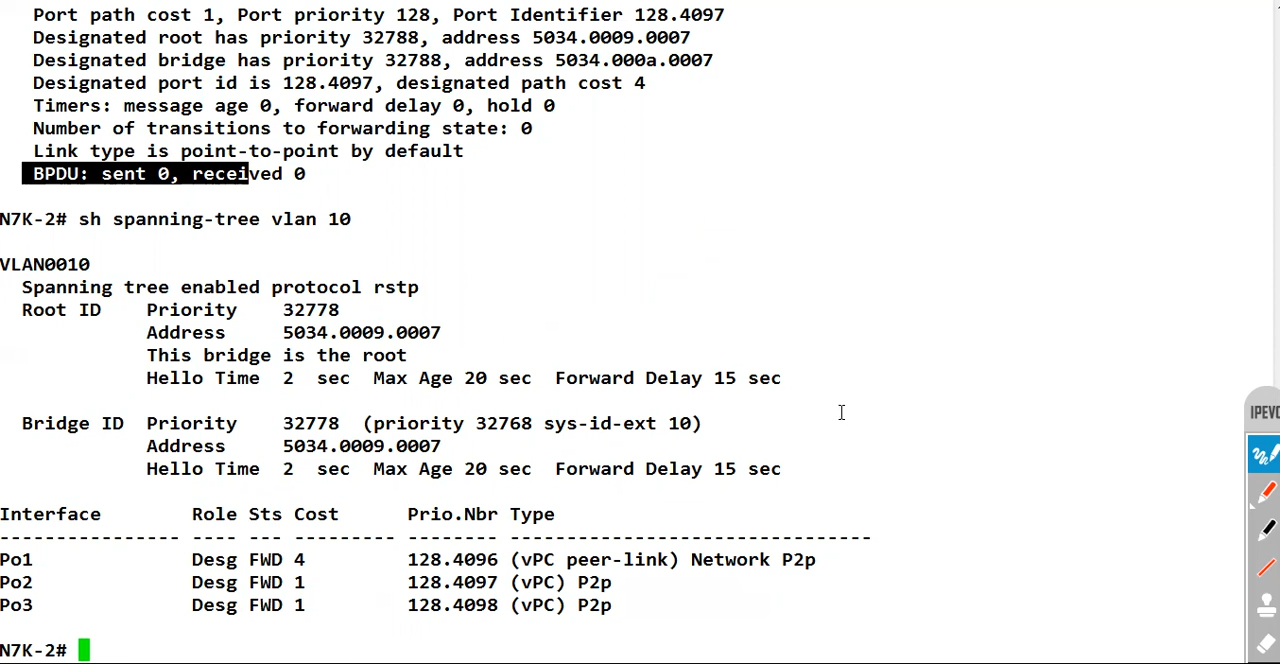 Port path cost 1, Port priority 128, Port Identifier 128.4097
Designated root has priority 32788, address 5034.0009.0007
Designated bridge has priority 32788, address 5034.000a.0007
Designated port id is 128.4097, designated path cost 4
Timers: message age 0, forward delay 0, hold 0
Number of transitions to forwarding state: 0
Link type is point-to-point by default
BPDU: sent 0, received 0
N7K-2# sh spanning-tree vlan 10
VLAN0010
Spanning tree enabled protocol rstp
Root ID Priority 32778
Address 5034.0009.0007
This bridge is the root
Hello Time 2 sec Max Age 20 sec Forward Delay 15 sec
Bridge ID Priority 32778 (priority 32768 sys-id-ext 10)
Address 5034.0009.0007
Hello Time 2 sec Max Age 20 sec Forward Delay 15 sec
Interface Role Sts Cost Prio.Nbr Type
---------------- ---- --- --------- -------- --------------------------------
Po1 Desg FWD 4 128.4096 (vPC peer-link) Network P2p
Po2 Desg FWD 1 128.4097 (vPC) P2p
Po3 Desg FWD 1 128.4098 (vPC) P2p
N7K-2#